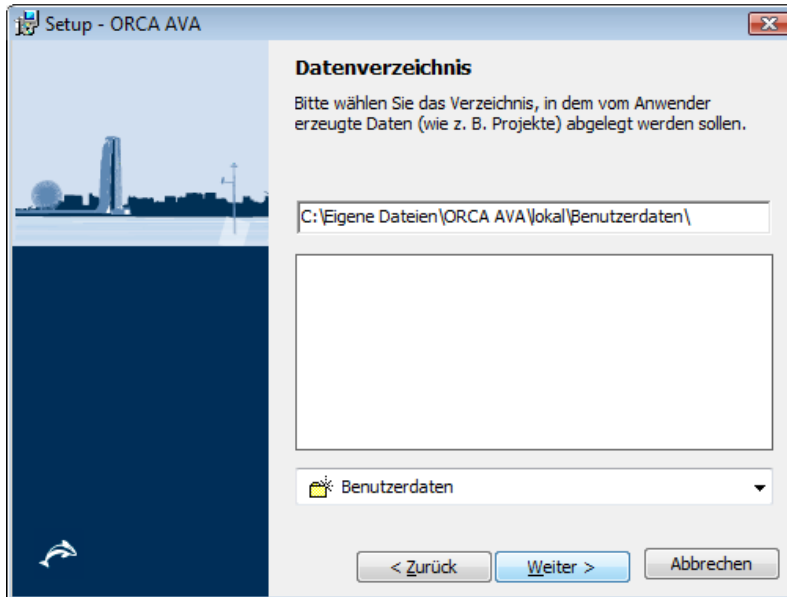 Setup - ORCA AVA
Datenverzeichnis
Bitte wählen Sie das Verzeichnis, in dem vom Anwender
erzeugte Daten (wie z. B. Projekte) abgelegt werden sollen.
C:\Eigene Dateien\ORCA AVA\lokal\Benutzerdaten\
Benutzerdaten
< Zurück
Weiter >
Abbrechen